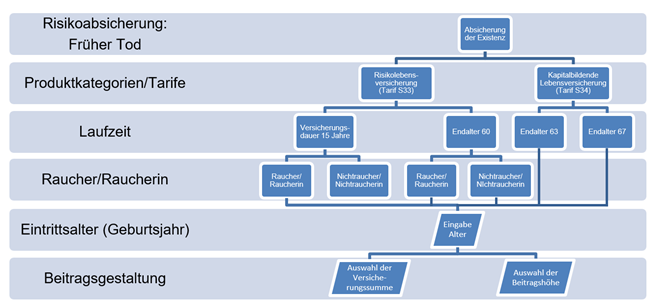 Risikoabsicherung:
Früher Tod
Absicherung
der Existenz
Produktkategorien/Tarife
Risikolebens-
versicherung
(Tarif S33)
Kapitalbildende
Lebensversicherung
(Tarif S34)
Laufzeit
Versicherungs-
dauer 15 Jahre
Endalter 60
Endalter 63
Endalter 67
Raucher/Raucherin
Raucher/
Raucherin
Nichtraucher/
Nichtraucherin
Raucher/
Raucherin
Nichtraucher/
Nichtraucherin
Eintrittsalter (Geburtsjahr)
Eingabe
Alter
Beitragsgestaltung
Auswahl der
Versiche-
rungssumme
Auswahl der
Beitragshöhe